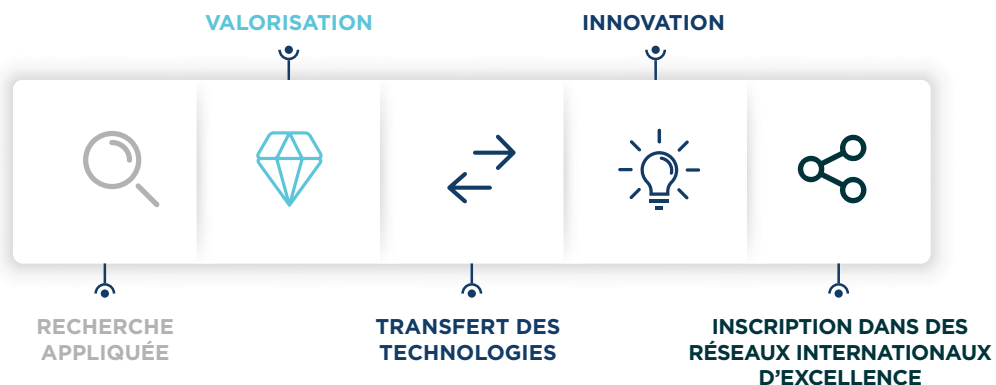 VALORISATION
INNOVATION
RECHERCHE
APPLIQUÉE
TRANSFERT DES
TECHNOLOGIES
INSCRIPTION DANS DES
RÉSEAUX INTERNATIONAUX
D'EXCELLENCE